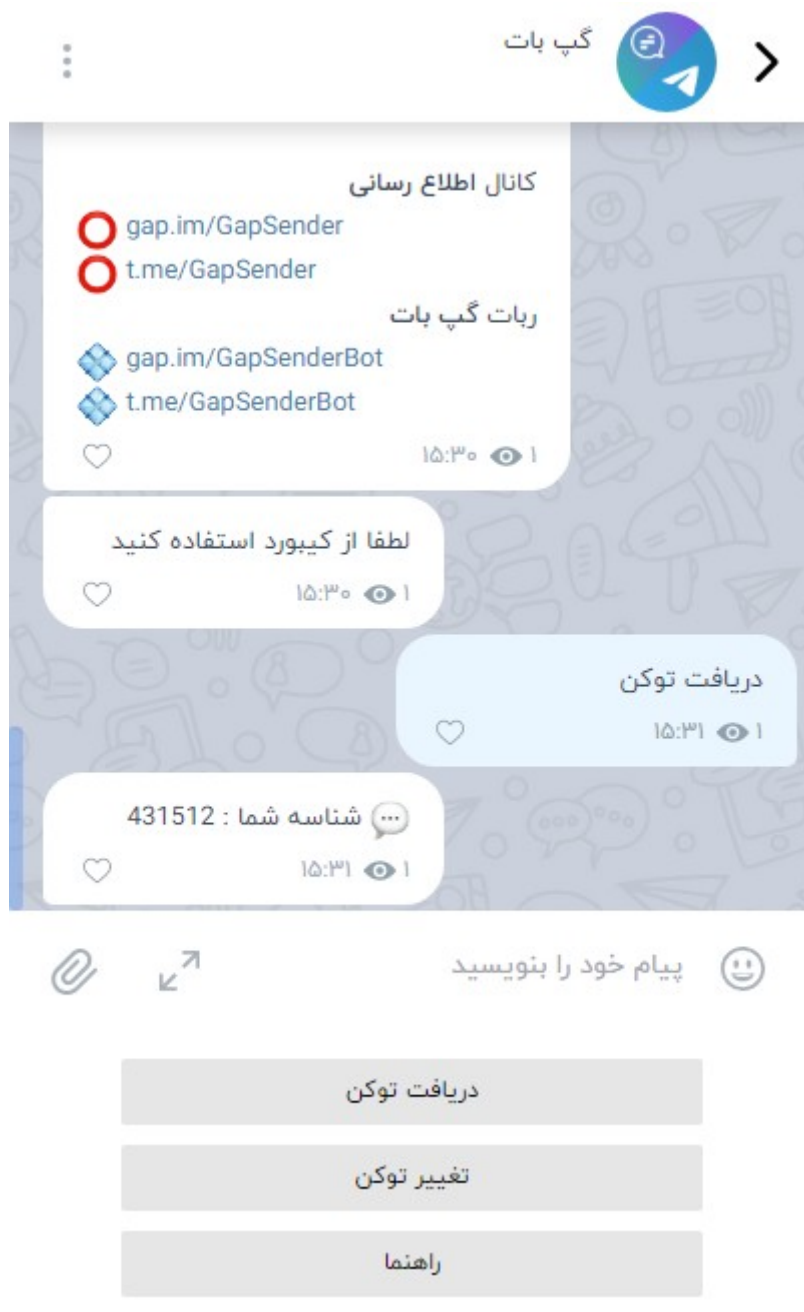 گپ بات
کانال اطلاع رسانی
gap.im/GapSender
t.me/GapSender
ربات گپ بات
gap.im/GapSenderBot
t.me/GapSenderBot
۱ ۱۵:۳۰
لطفا از کیبورد استفاده کنید
۱ ۱۵:۳۰
دریافت توکن
۱ ۱۵:۳۱
شناسه شما : 431512
۱ ۱۵:۳۱
پیام خود را بنویسید
دریافت توکن
تغییر توکن
راهنما